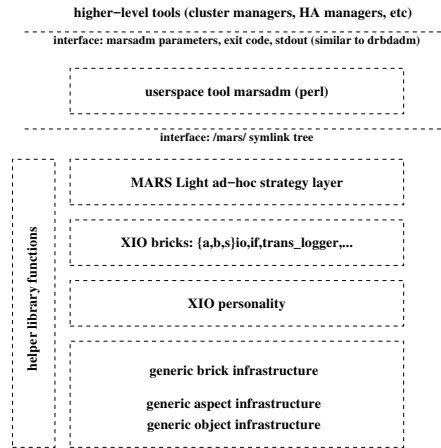 higher−level tools (cluster managers, HA managers, etc)
interface: marsadm parameters, exit code, stdout (similar to drbdadm)
userspace tool marsadm (perl)
interface: /mars/ symlink tree
MARS Light ad−hoc strategy layer
XIO bricks: {a,b,s}io,if,trans_logger,...
XIO personality
helper library functions
generic brick infrastructure
generic aspect infrastructure
generic object infrastructure